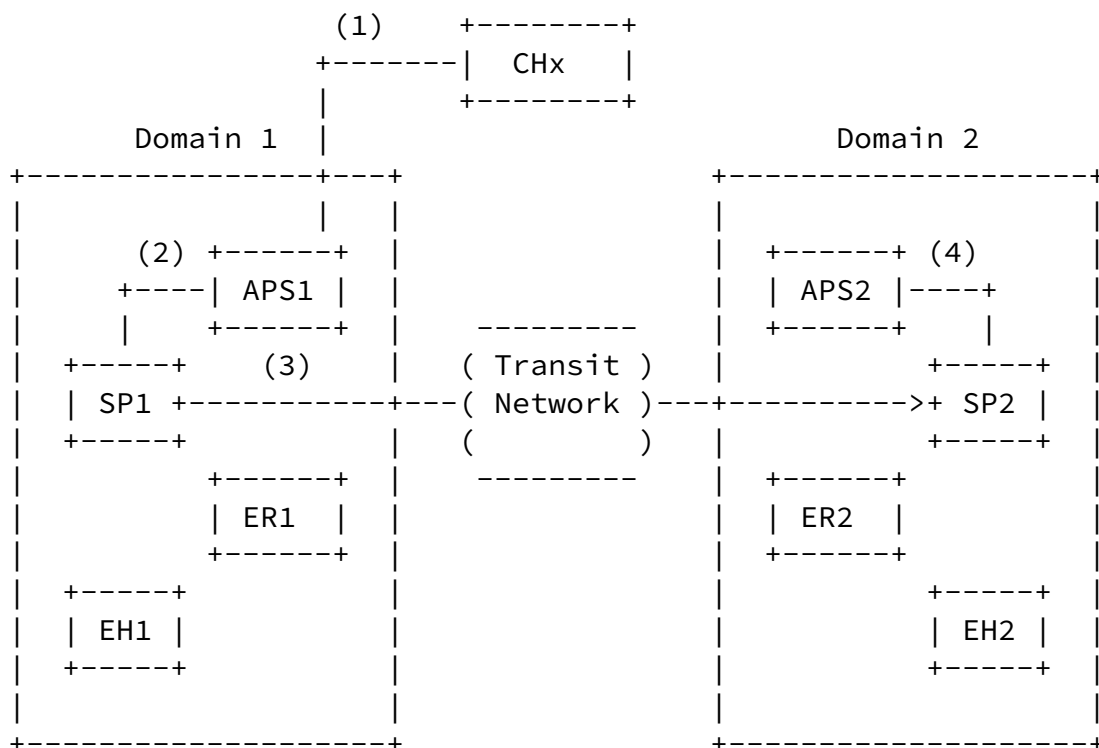 (1)
CHx
Domain 1
Domain 2
(2)
(4)
APS1
APS2
(3)
( Transit )
SP1
( Network )
SP2
( )
ER1
ER2
EH1
EH2